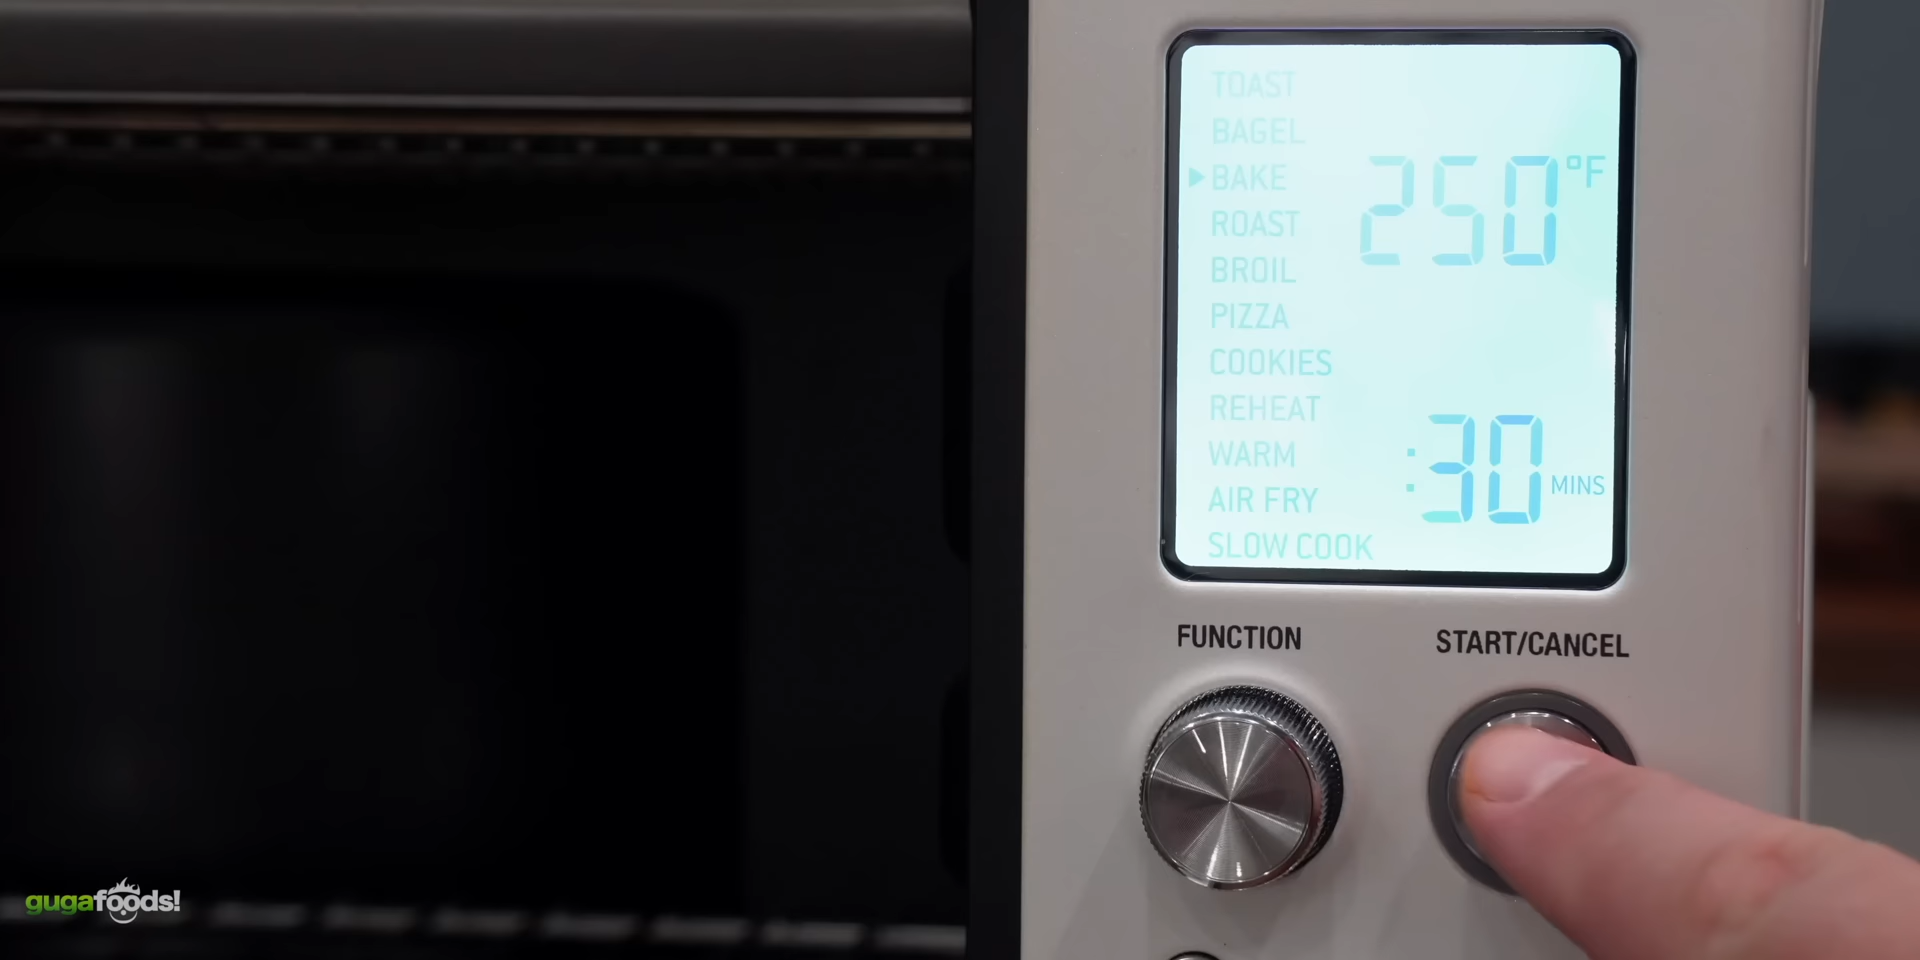 TOAST
BAGEL
▶BAKE 250°F
ROAST
BROIL
PIZZA
COOKIES
REHEAT
WARM :30 MINS
AIR FRY
SLOW COOK
FUNCTION START/CANCEL
gugafoods!